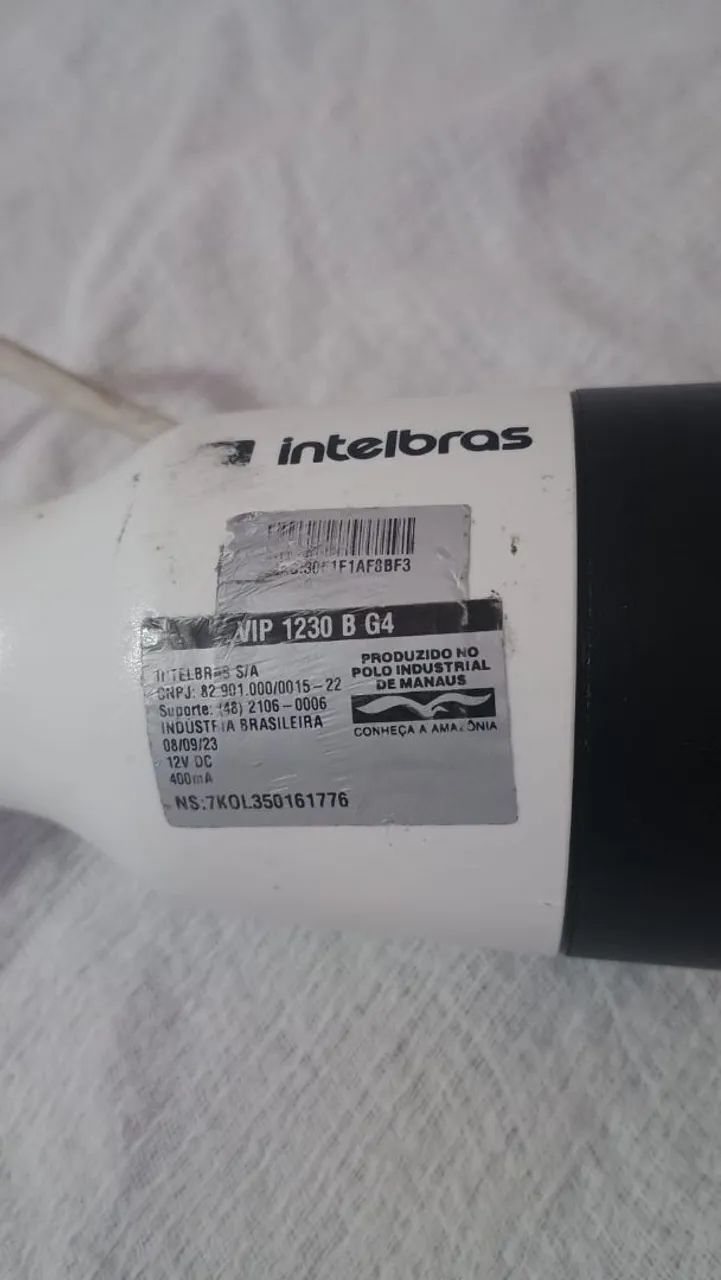 intelbras
1F1AF8BF3
VIP 1230 B G4
INTELBRAS S/A
CNPJ: 82.901.000/0015-22
Suporte: (48) 2106-0006
INDÚSTRIA BRASILEIRA
08/09/23
12V DC
400mA
NS:7KOL350161776
PRODUZIDO NO
POLO INDUSTRIAL
DE MANAUS
CONHEÇA A AMAZÔNIA